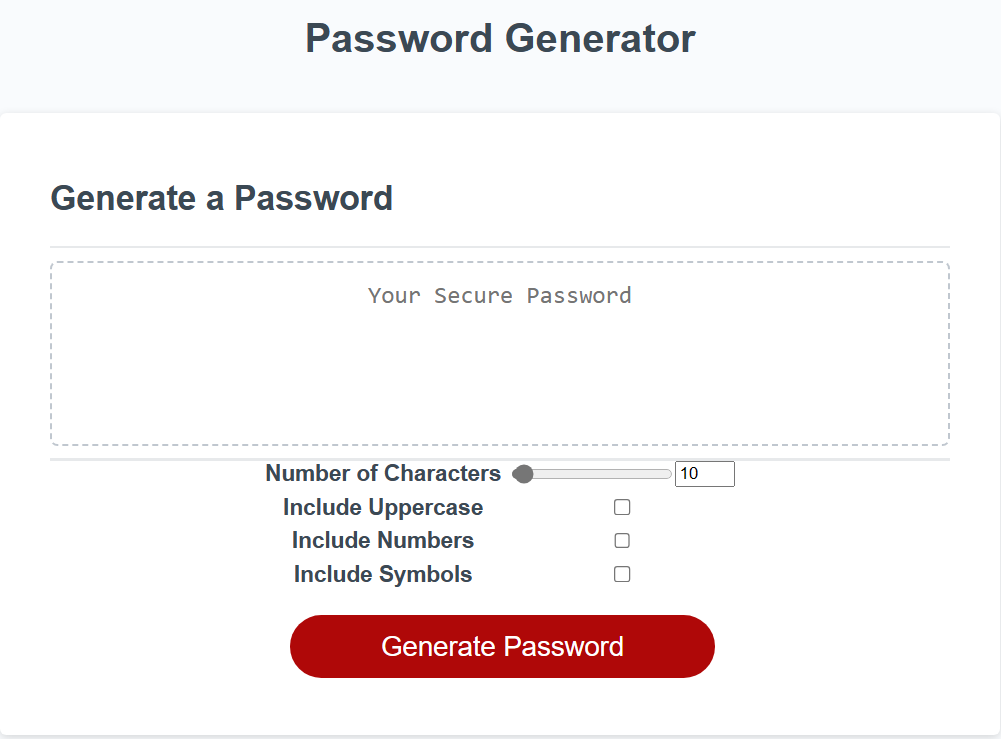 Password Generator
Generate a Password
Your Secure Password
Number of Characters 10
Include Uppercase
Include Numbers
Include Symbols
Generate Password